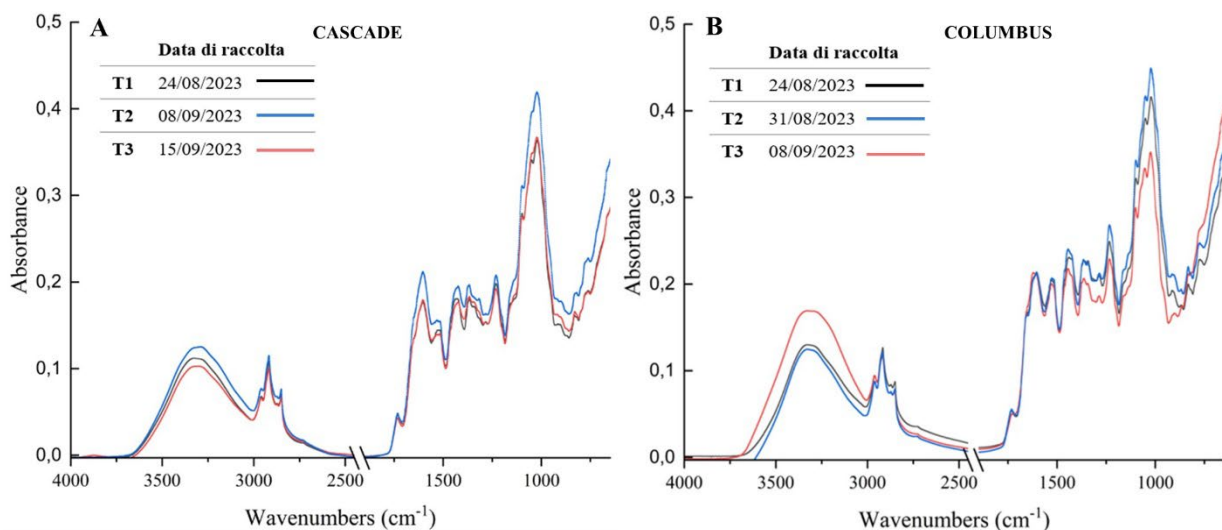 A
CASCADE
Data di raccolta
T1 24/08/2023
T2 08/09/2023
T3 15/09/2023
Absorbance
0,5
0,4
0,3
0,2
0,1
0,0
4000 3500 3000 2500 1500 1000
Wavenumbers (cm⁻¹)
B
COLUMBUS
Data di raccolta
T1 24/08/2023
T2 31/08/2023
T3 08/09/2023
Absorbance
0,5
0,4
0,3
0,2
0,1
0,0
4000 3500 3000 2500 1500 1000
Wavenumbers (cm⁻¹)